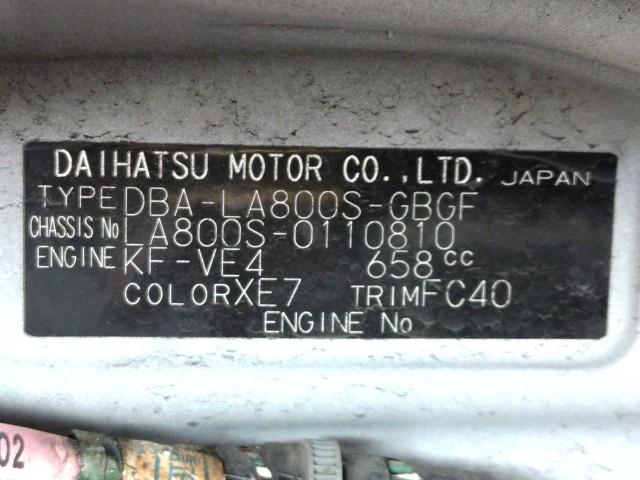 DAIHATSU MOTOR CO.,LTD. JAPAN
TYPE DBA-LA800S-GBGF
CHASSIS No LA800S-0110810
ENGINE KF-VE4 658cc
COLOR XE7 TRIM FC40
ENGINE No
02